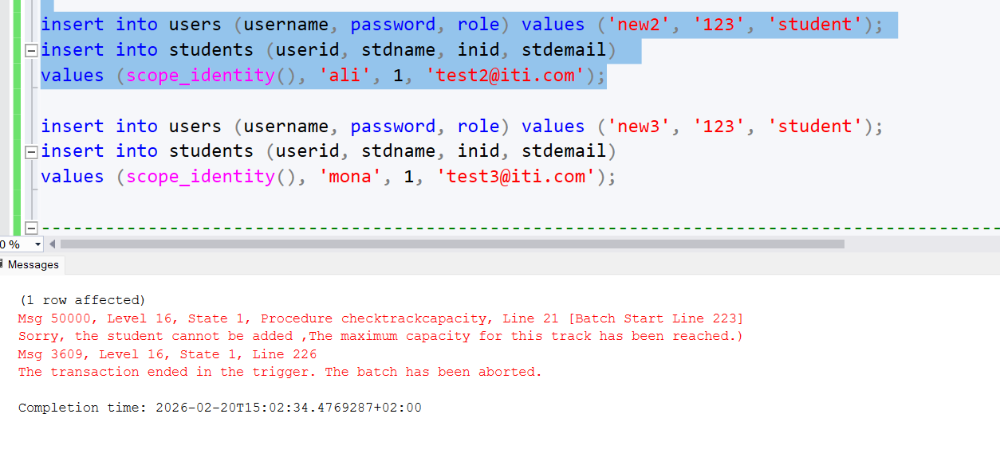 insert into users (username, password, role) values ('new2', '123', 'student');
insert into students (userid, stdname, inid, stdemail)
values (scope_identity(), 'ali', 1, 'test2@iti.com');
insert into users (username, password, role) values ('new3', '123', 'student');
insert into students (userid, stdname, inid, stdemail)
values (scope_identity(), 'mona', 1, 'test3@iti.com');
0 %
Messages
(1 row affected)
Msg 50000, Level 16, State 1, Procedure checktrackcapacity, Line 21 [Batch Start Line 223]
Sorry, the student cannot be added ,The maximum capacity for this track has been reached.)
Msg 3609, Level 16, State 1, Line 226
The transaction ended in the trigger. The batch has been aborted.
Completion time: 2026-02-20T15:02:34.4769287+02:00